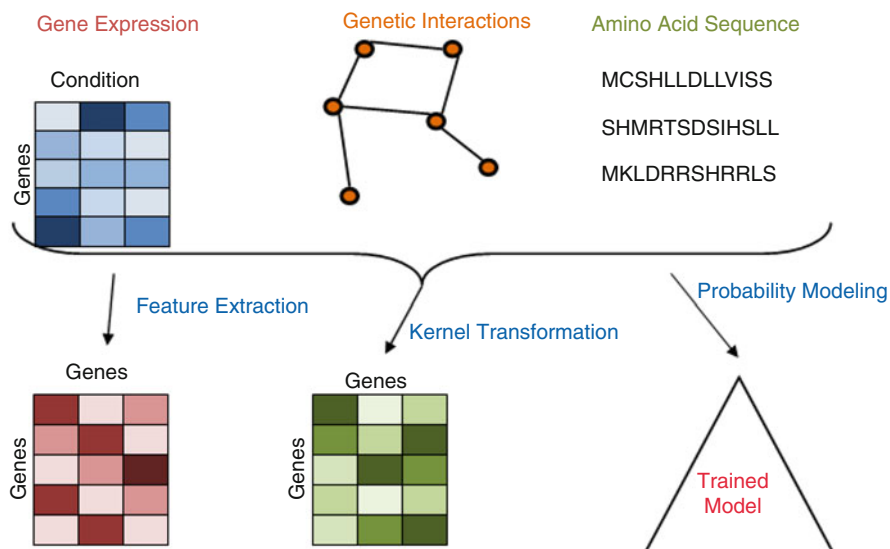 Gene Expression
Genetic Interactions
Amino Acid Sequence
Condition
Genes
MCSHLLDLLVISS
SHMRTSDSIHSLL
MKLDRRSHRRLS
Feature Extraction
Kernel Transformation
Probability Modeling
Genes
Genes
Genes
Genes
Trained
Model